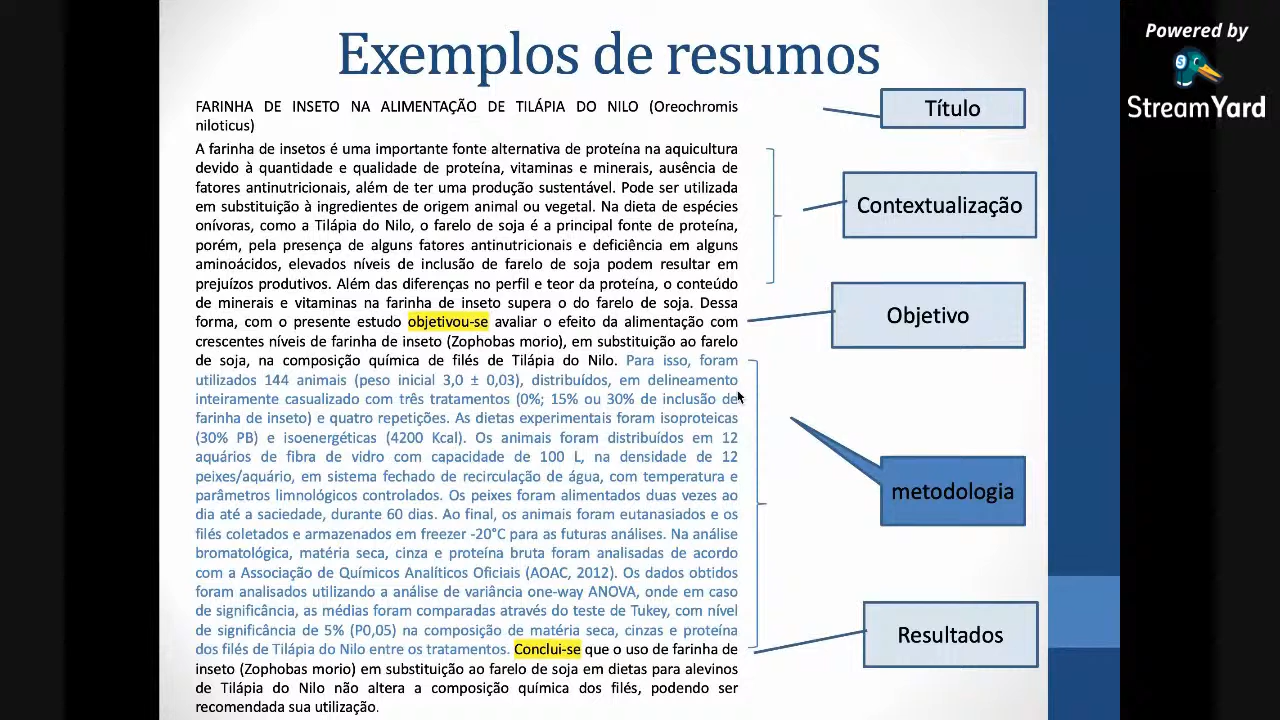 Exemplos de resumos
FARINHA DE INSETO NA ALIMENTAÇÃO DE TILÁPIA DO NILO (Oreochromis
niloticus)
A farinha de insetos é uma importante fonte alternativa de proteína na aquicultura
devido à quantidade e qualidade de proteína, vitaminas e minerais, ausência de
fatores antinutricionais, além de ter uma produção sustentável. Pode ser utilizada
em substituição à ingredientes de origem animal ou vegetal. Na dieta de espécies
onívoras, como a Tilápia do Nilo, o farelo de soja é a principal fonte de proteína,
porém, pela presença de alguns fatores antinutricionais e deficiência em alguns
aminoácidos, elevados níveis de inclusão de farelo de soja podem resultar em
prejuízos produtivos. Além das diferenças no perfil e teor da proteína, o conteúdo
de minerais e vitaminas na farinha de inseto supera o do farelo de soja. Dessa
forma, com o presente estudo objetivou-se avaliar o efeito da alimentação com
crescentes níveis de farinha de inseto (Zophobas morio), em substituição ao farelo
de soja, na composição química de filés de Tilápia do Nilo. Para isso, foram
utilizados 144 animais (peso inicial 3,0 ± 0,03), distribuídos, em delineamento
inteiramente casualizado com três tratamentos (0%; 15% ou 30% de inclusão de
farinha de inseto) e quatro repetições. As dietas experimentais foram isoproteicas
(30% PB) e isoenergéticas (4200 Kcal). Os animais foram distribuídos em 12
aquários de fibra de vidro com capacidade de 100 L, na densidade de 12
peixes/aquário, em sistema fechado de recirculação de água, com temperatura e
parâmetros limnológicos controlados. Os peixes foram alimentados duas vezes ao
dia até a saciedade, durante 60 dias. Ao final, os animais foram eutanasiados e os
filés coletados e armazenados em freezer -20°C para as futuras análises. Na análise
bromatológica, matéria seca, cinza e proteína bruta foram analisadas de acordo
com a Associação de Químicos Analíticos Oficiais (AOAC, 2012). Os dados obtidos
foram analisados utilizando a análise de variância one-way ANOVA, onde em caso
de significância, as médias foram comparadas através do teste de Tukey, com nível
de significância de 5% (P0,05) na composição de matéria seca, cinzas e proteína
dos filés de Tilápia do Nilo entre os tratamentos. Conclui-se que o uso de farinha de
inseto (Zophobas morio) em substituição ao farelo de soja em dietas para alevinos
de Tilápia do Nilo não altera a composição química dos filés, podendo ser
recomendada sua utilização.
Título
Contextualização
Objetivo
metodologia
Resultados
Powered by
StreamYard